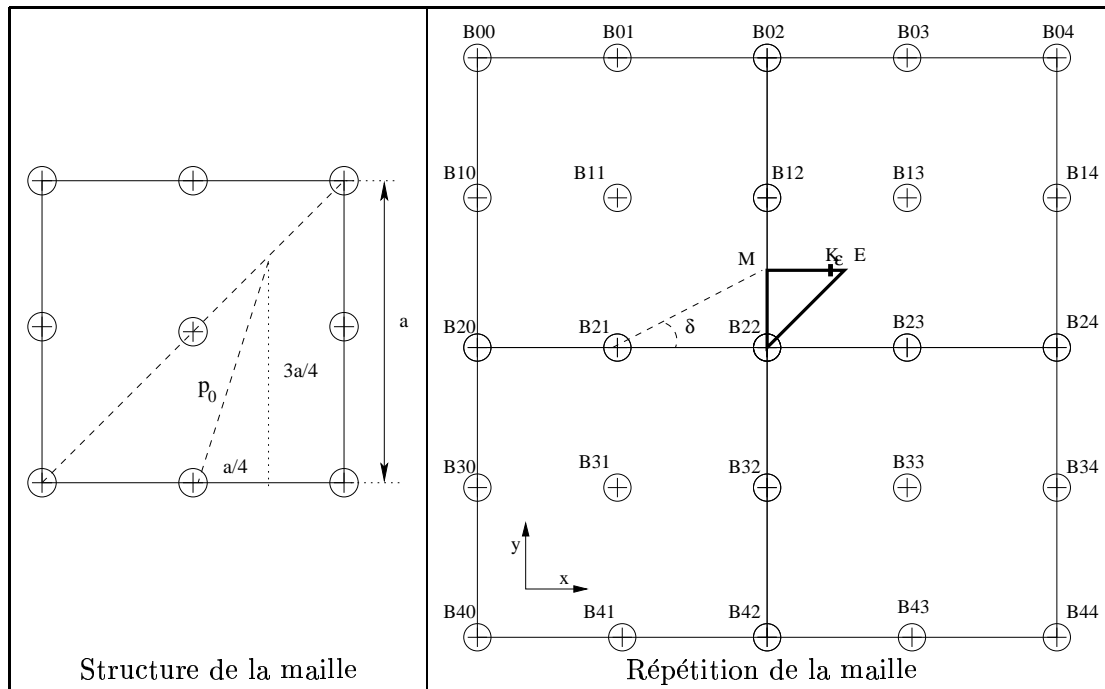 a
3a/4
p0
a/4
Structure de la maille
B00 B01 B02 B03 B04
B10 B11 B12 B13 B14
M K ε E
B20 B21 δ B22 B23 B24
B30 B31 B32 B33 B34
y
x
B40 B41 B42 B43 B44
Répétition de la maille